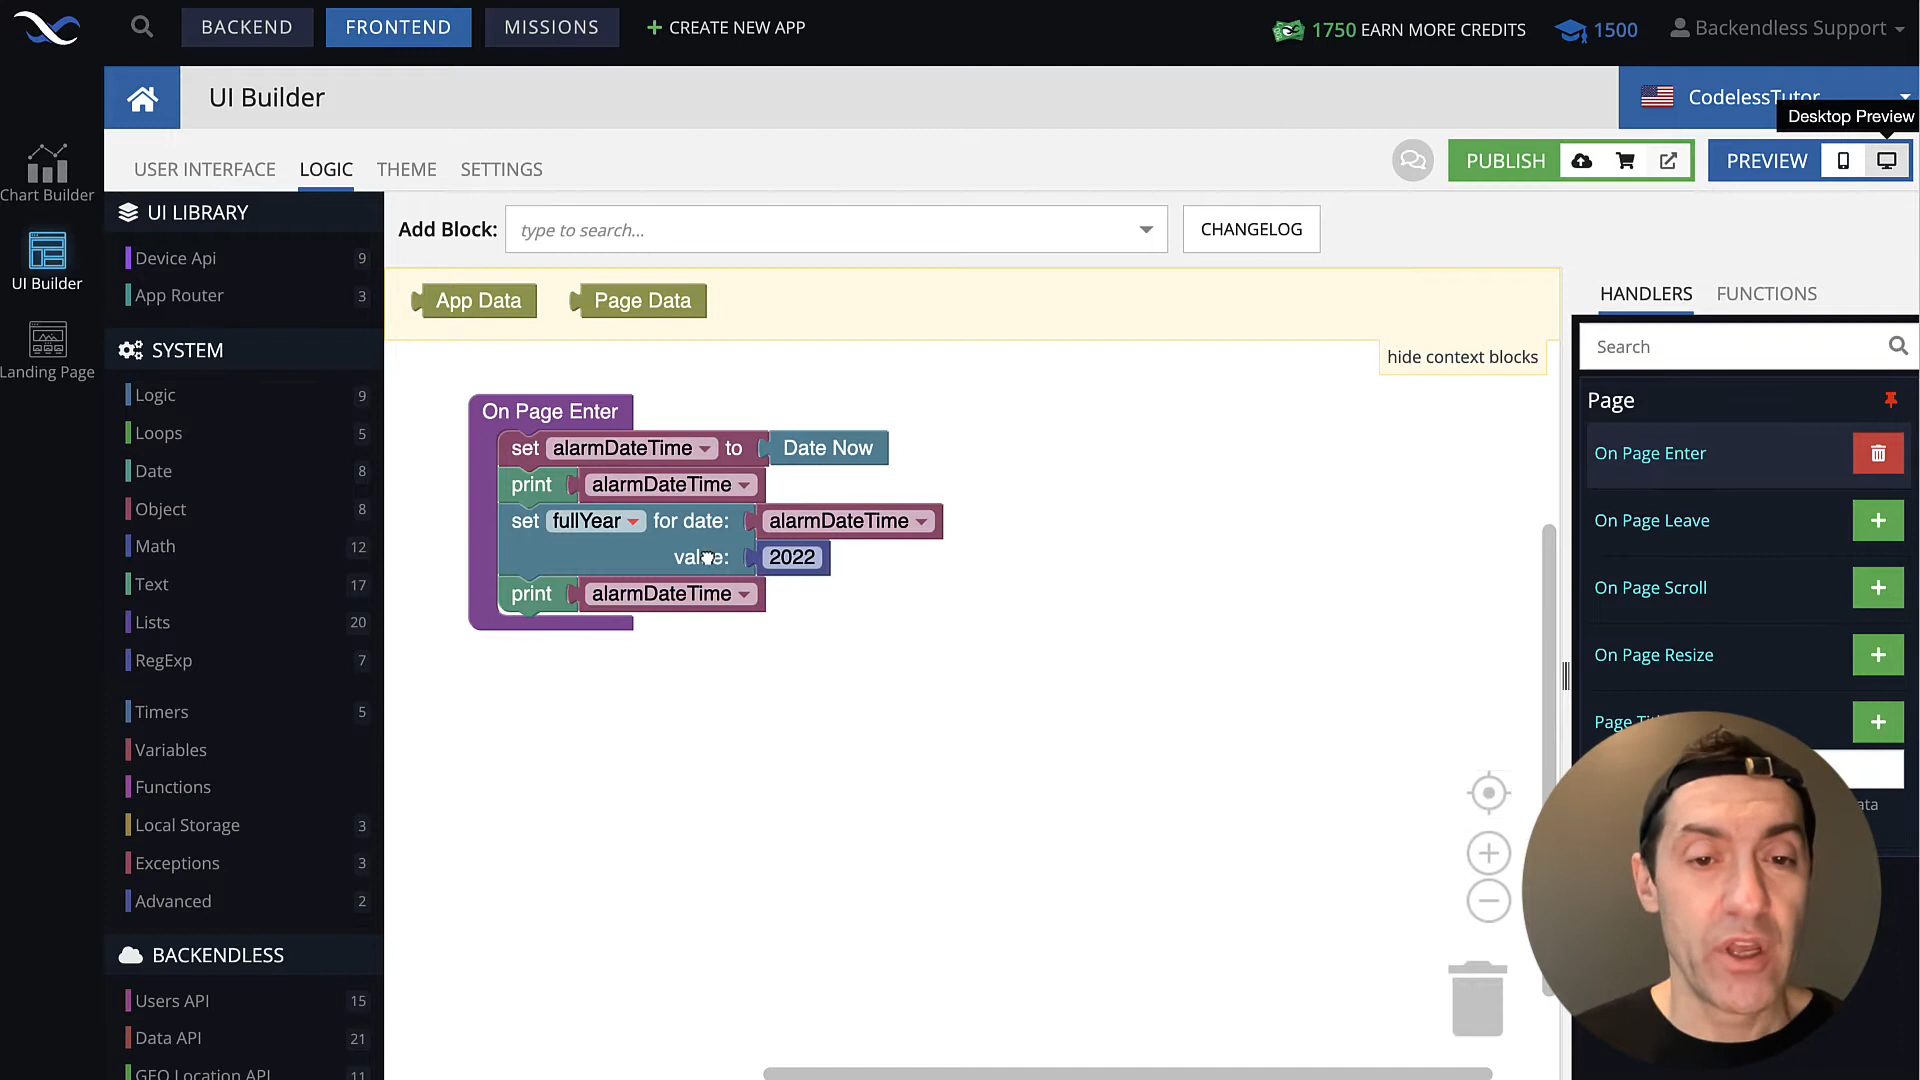 BACKEND
FRONTEND
MISSIONS
+ CREATE NEW APP
1750 EARN MORE CREDITS
1500
Backendless Support
UI Builder
CodelessTutor
Desktop Preview
USER INTERFACE
LOGIC
THEME
SETTINGS
PUBLISH
PREVIEW
Chart Builder
UI Builder
Landing Page
UI LIBRARY
Device Api 9
App Router 3
SYSTEM
Logic 9
Loops 5
Date 8
Object 8
Math 12
Text 17
Lists 20
RegExp 7
Timers 5
Variables
Functions
Local Storage 3
Exceptions 3
Advanced 2
BACKENDLESS
Users API 15
Data API 21
GEO Location API 11
Add Block: type to search...
CHANGELOG
App Data
Page Data
hide context blocks
On Page Enter
set alarmDateTime to Date Now
print alarmDateTime
set fullYear for date: alarmDateTime
value: 2022
print alarmDateTime
HANDLERS
FUNCTIONS
Search
Page
On Page Enter
On Page Leave
On Page Scroll
On Page Resize
Page